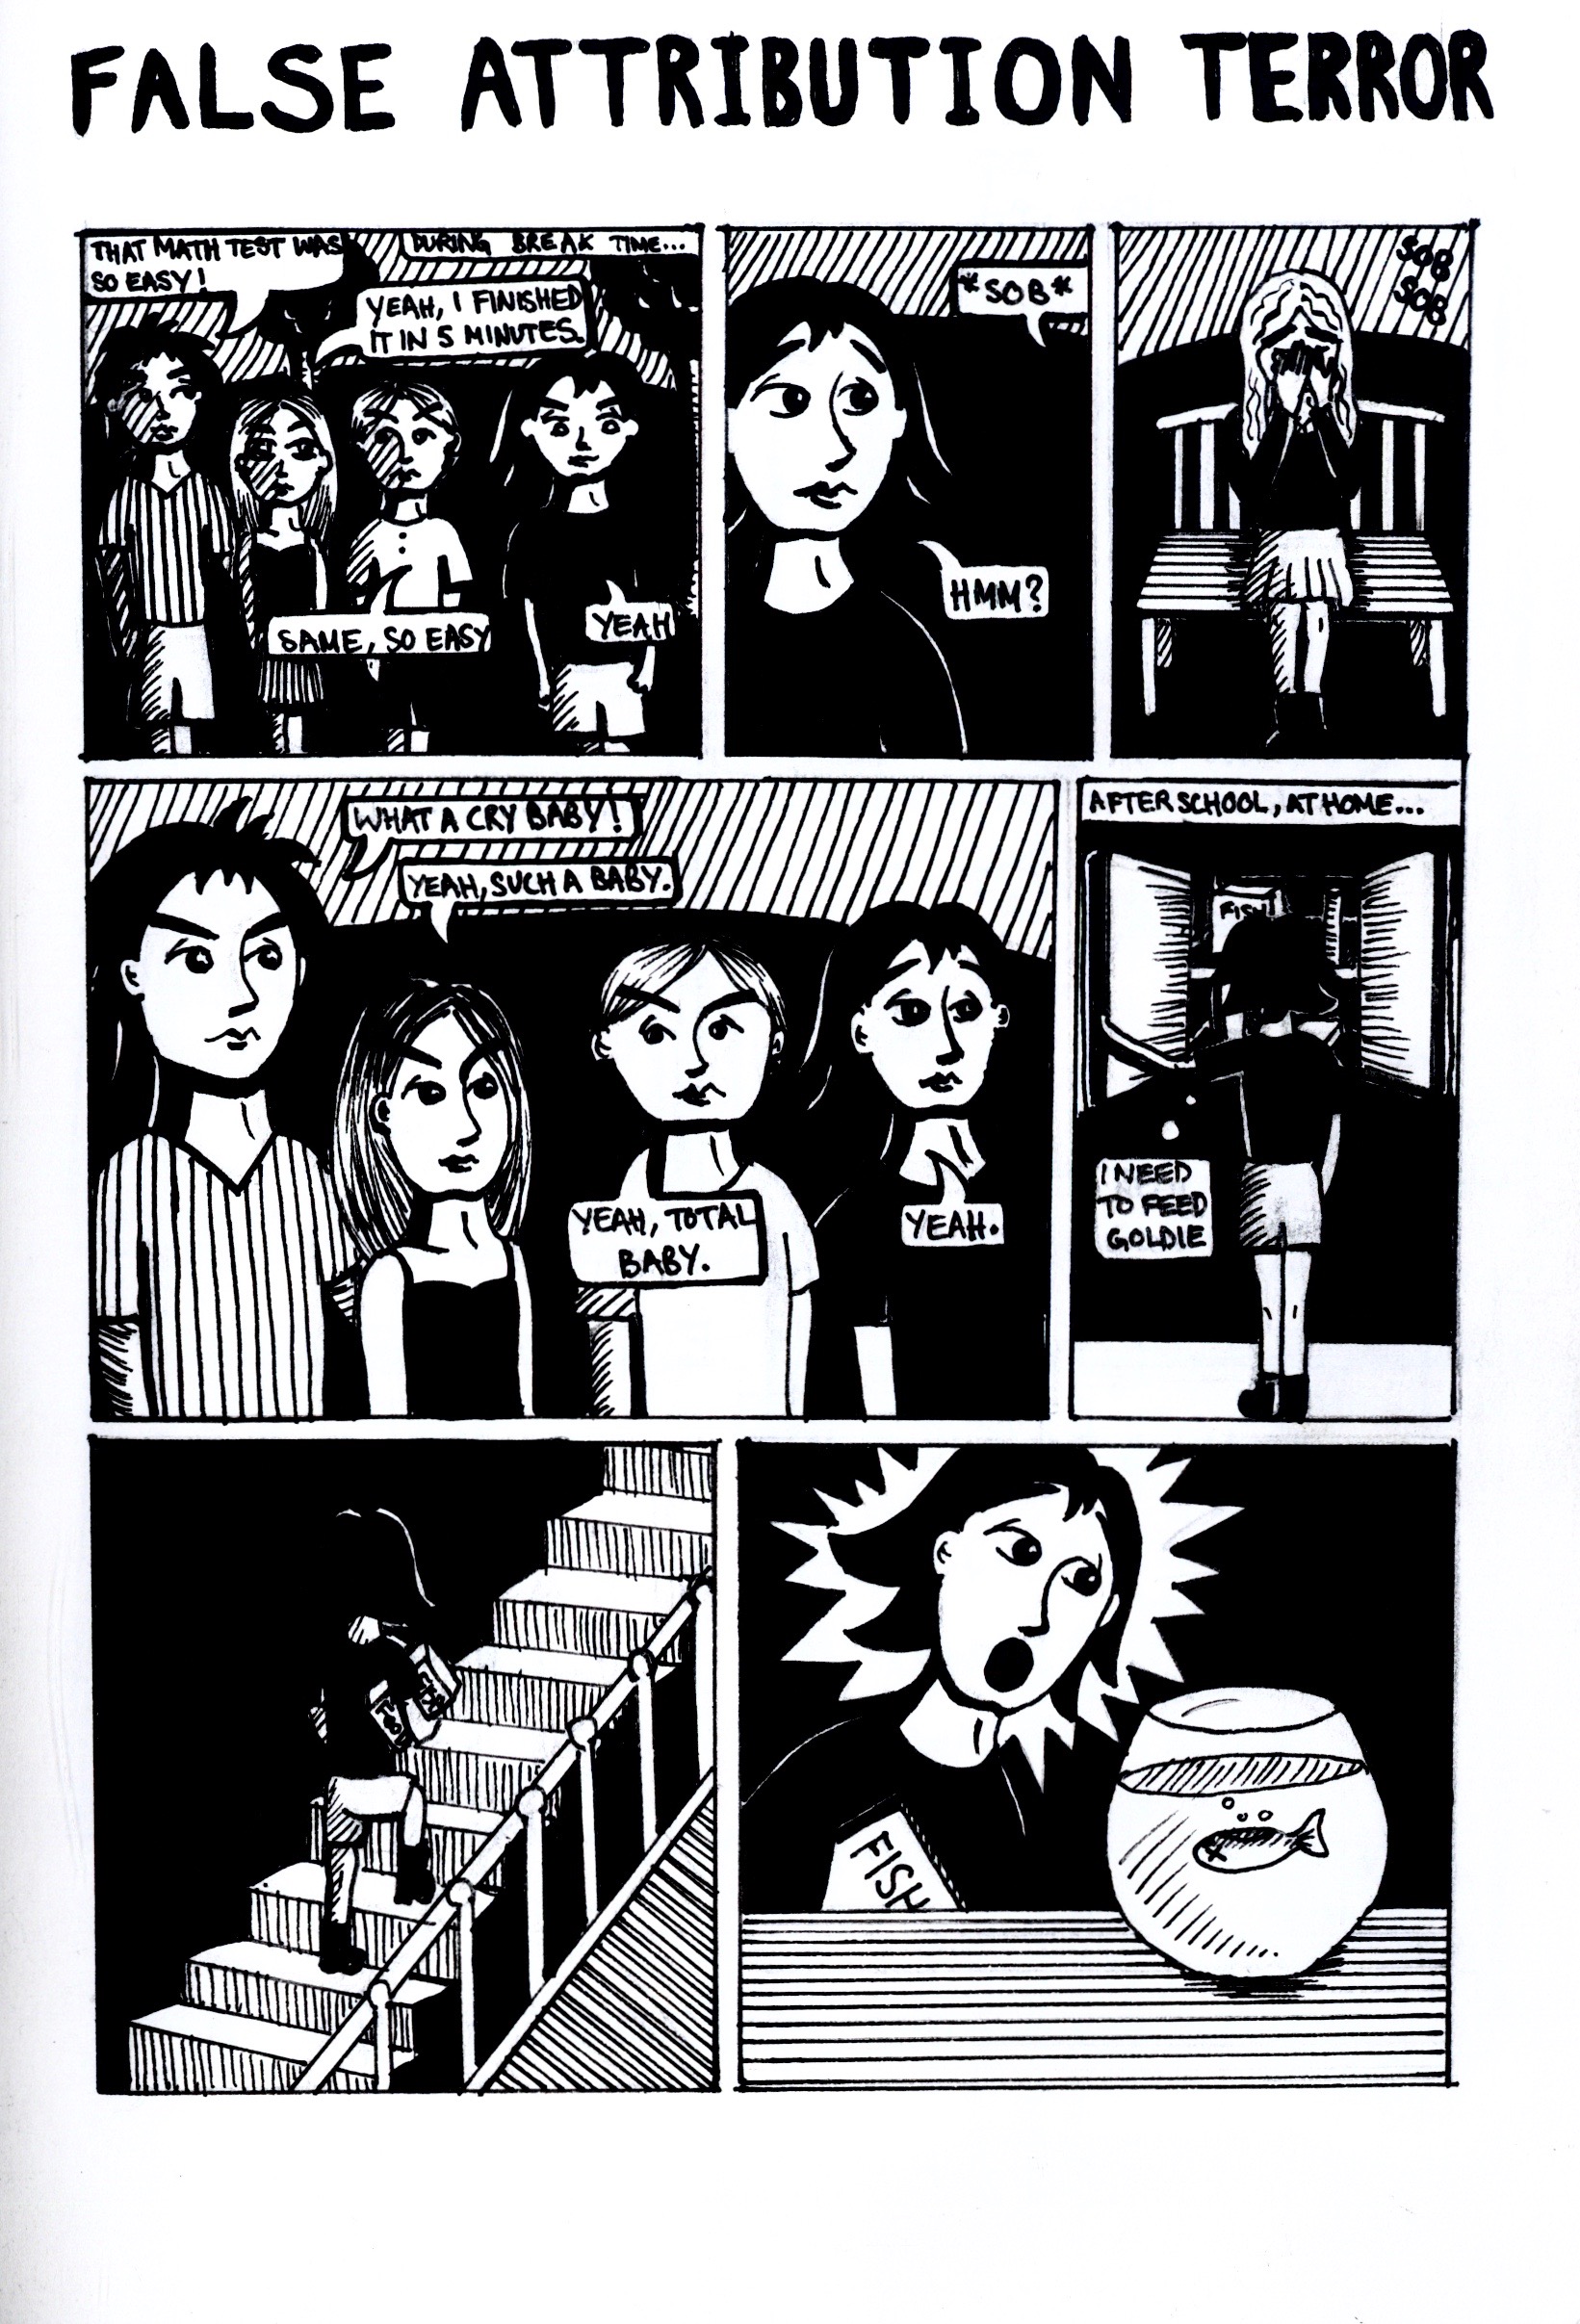 FALSE ATTRIBUTION TERROR
THAT MATH TEST WAS
SO EASY!
DURING BREAK TIME...
YEAH, I FINISHED
IT IN 5 MINUTES.
SAME, SO EASY
YEAH
*SOB*
HMM?
SOB
SOB
WHAT A CRY BABY!
YEAH, SUCH A BABY.
YEAH, TOTAL
BABY.
YEAH.
AFTER SCHOOL, AT HOME...
FISH
I NEED
TO FEED
GOLDIE
FISH